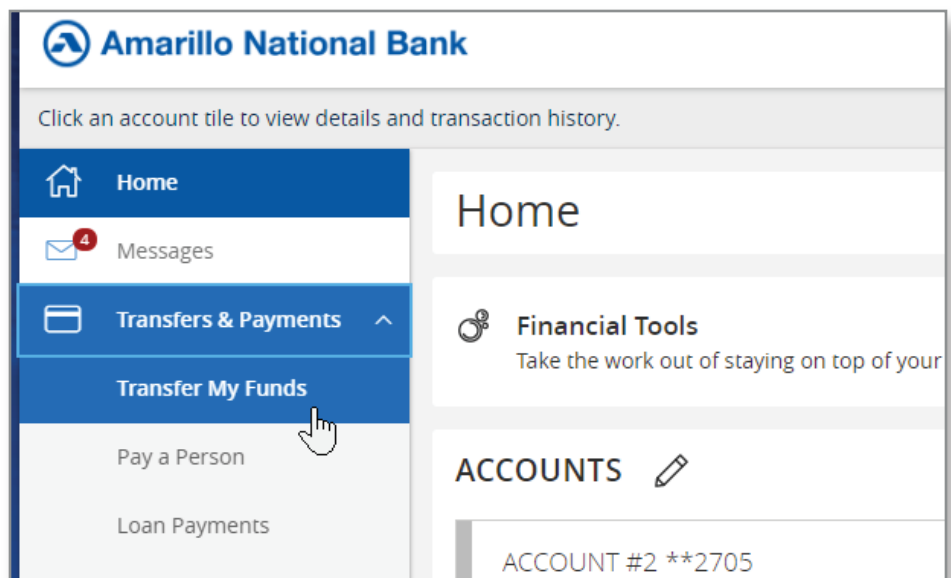 Amarillo National Bank
Click an account tile to view details and transaction history.
Home
4
Messages
Transfers & Payments
Transfer My Funds
Pay a Person
Loan Payments
Home
Financial Tools
Take the work out of staying on top of your
ACCOUNTS
ACCOUNT #2 **2705